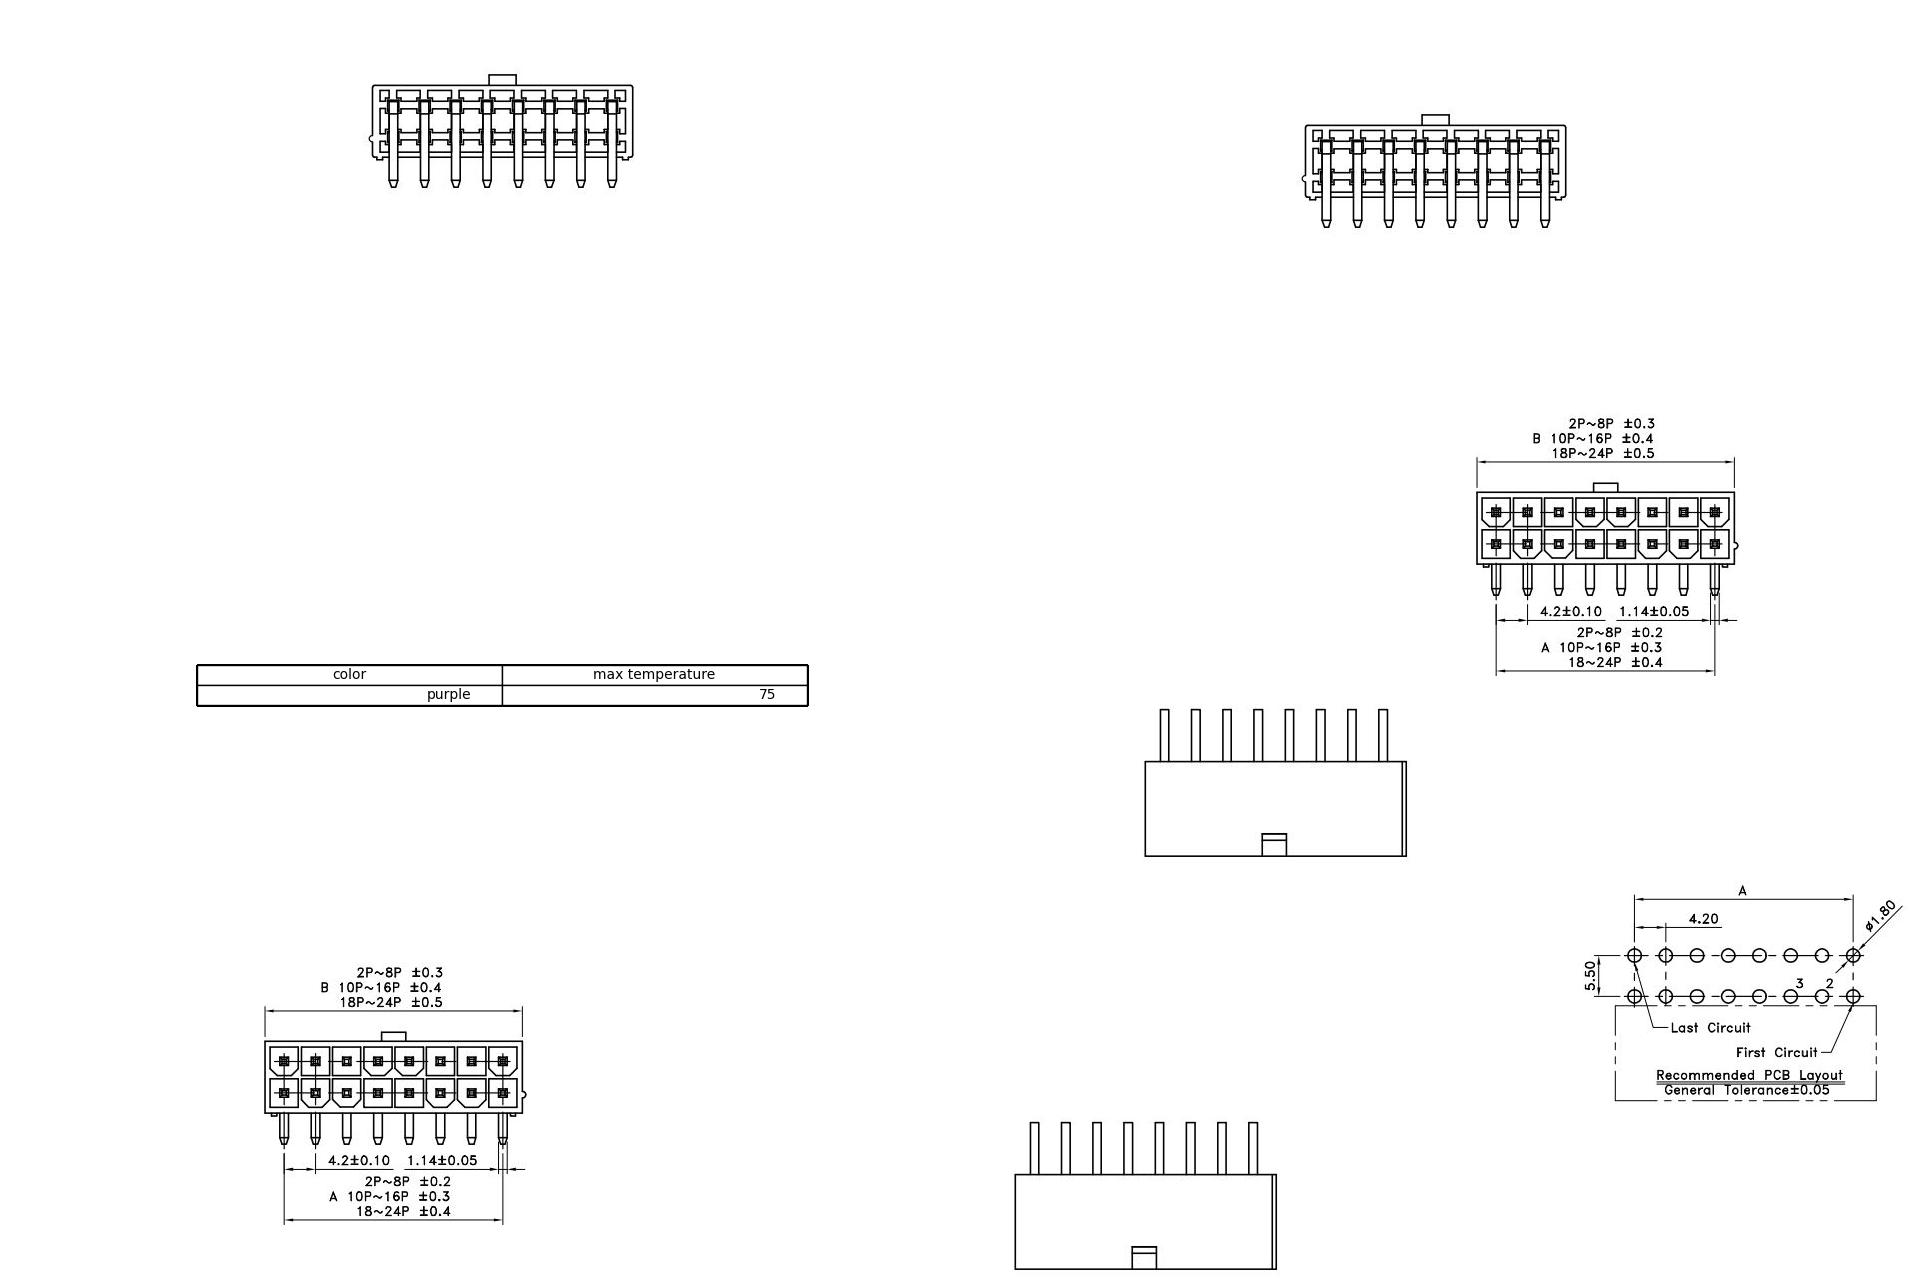 2P~8P ±0.3
B 10P~16P ±0.4
18P~24P ±0.5
4.2±0.10 1.14±0.05
2P~8P ±0.2
A 10P~16P ±0.3
18~24P ±0.4
color max temperature
purple 75
A
4.20
ø1.80
5.50
3 2
Last Circuit
First Circuit
Recommended PCB Layout
General Tolerance±0.05
2P~8P ±0.3
B 10P~16P ±0.4
18P~24P ±0.5
4.2±0.10 1.14±0.05
2P~8P ±0.2
A 10P~16P ±0.3
18~24P ±0.4